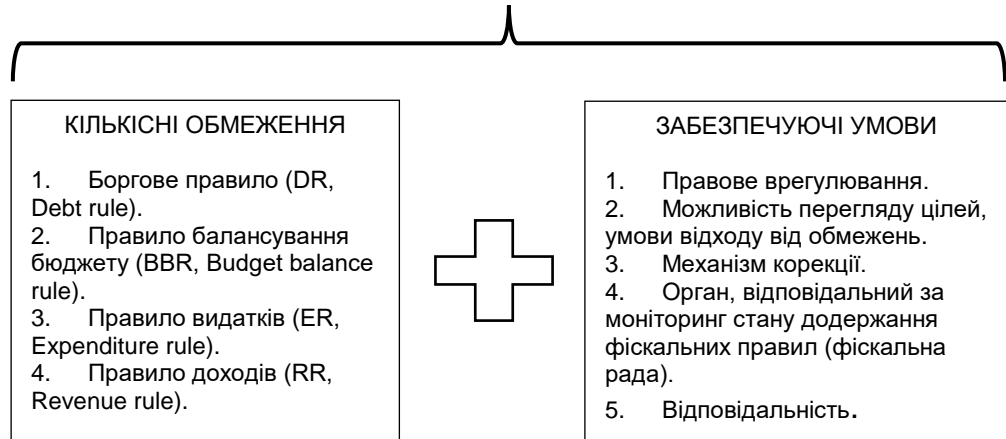 КІЛЬКІСНІ ОБМЕЖЕННЯ
1. Боргове правило (DR,
Debt rule).
2. Правило балансування
бюджету (BBR, Budget balance
rule).
3. Правило видатків (ER,
Expenditure rule).
4. Правило доходів (RR,
Revenue rule).
ЗАБЕЗПЕЧУЮЧІ УМОВИ
1. Правове врегулювання.
2. Можливість перегляду цілей,
умови відходу від обмежень.
3. Механізм корекції.
4. Орган, відповідальний за
моніторинг стану додержання
фіскальних правил (фіскальна
рада).
5. Відповідальність.